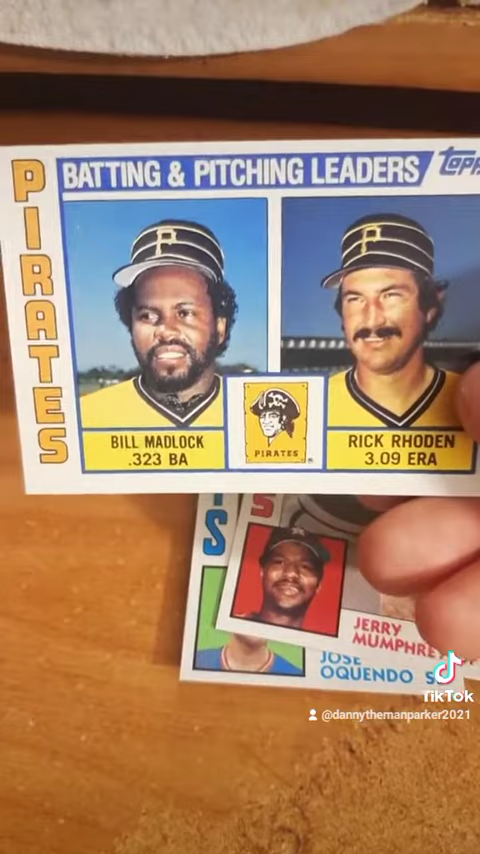 PIRATES
BATTING & PITCHING LEADERS
TOPPS
P
P
BILL MADLOCK
.323 BA
PIRATES
RICK RHODEN
3.09 ERA
S
S
JERRY
MUMPHRE
JOSE
OQUENDO S
TikTok
@dannythemanparker2021